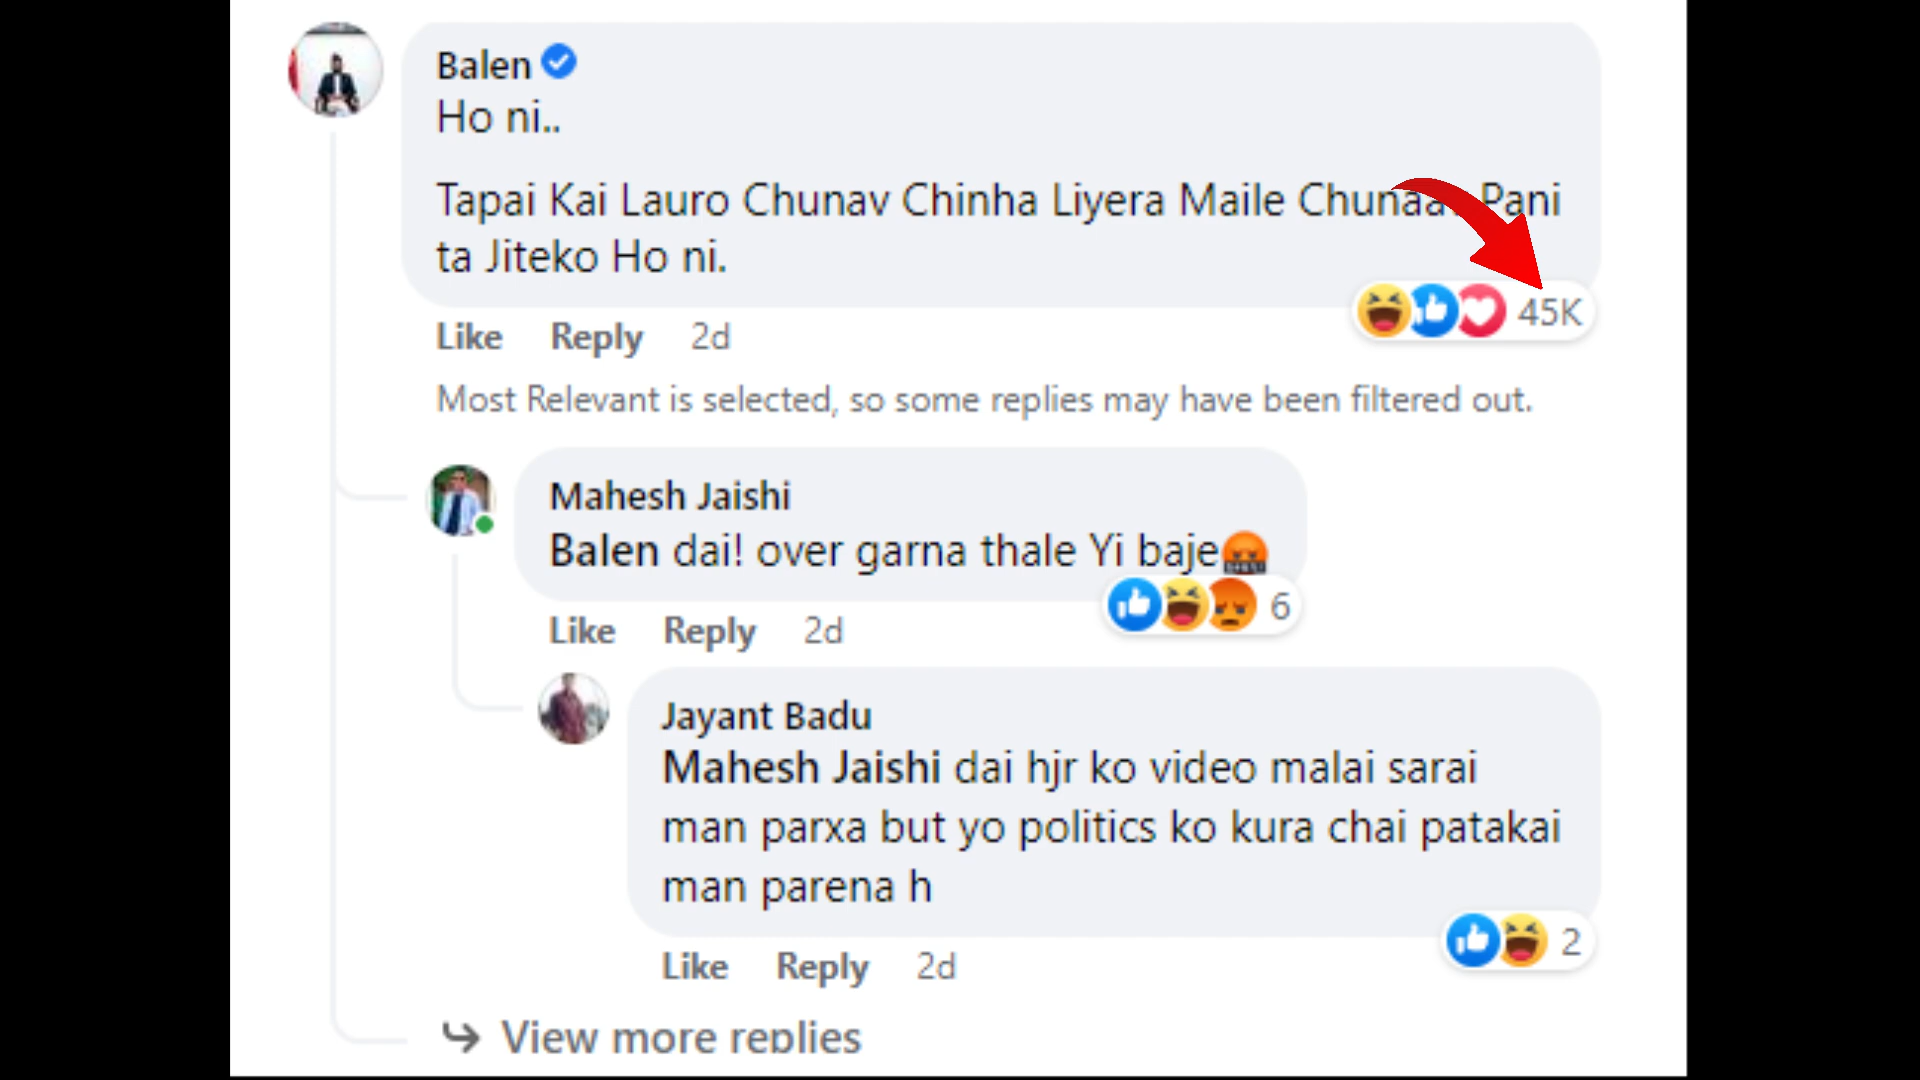 Balen
Ho ni..
Tapai Kai Lauro Chunav Chinha Liyera Maile Pani
ta Jiteko Ho ni.
45K
Like Reply 2d
Most Relevant is selected, so some replies may have been filtered out.
Mahesh Jaishi
Balen dai! over garna thale Yi baje🤬
6
Like Reply 2d
Jayant Badu
Mahesh Jaishi dai hjr ko video malai sarai
man parxa but yo politics ko kura chai patakai
man parena h
2
Like Reply 2d
View more replies